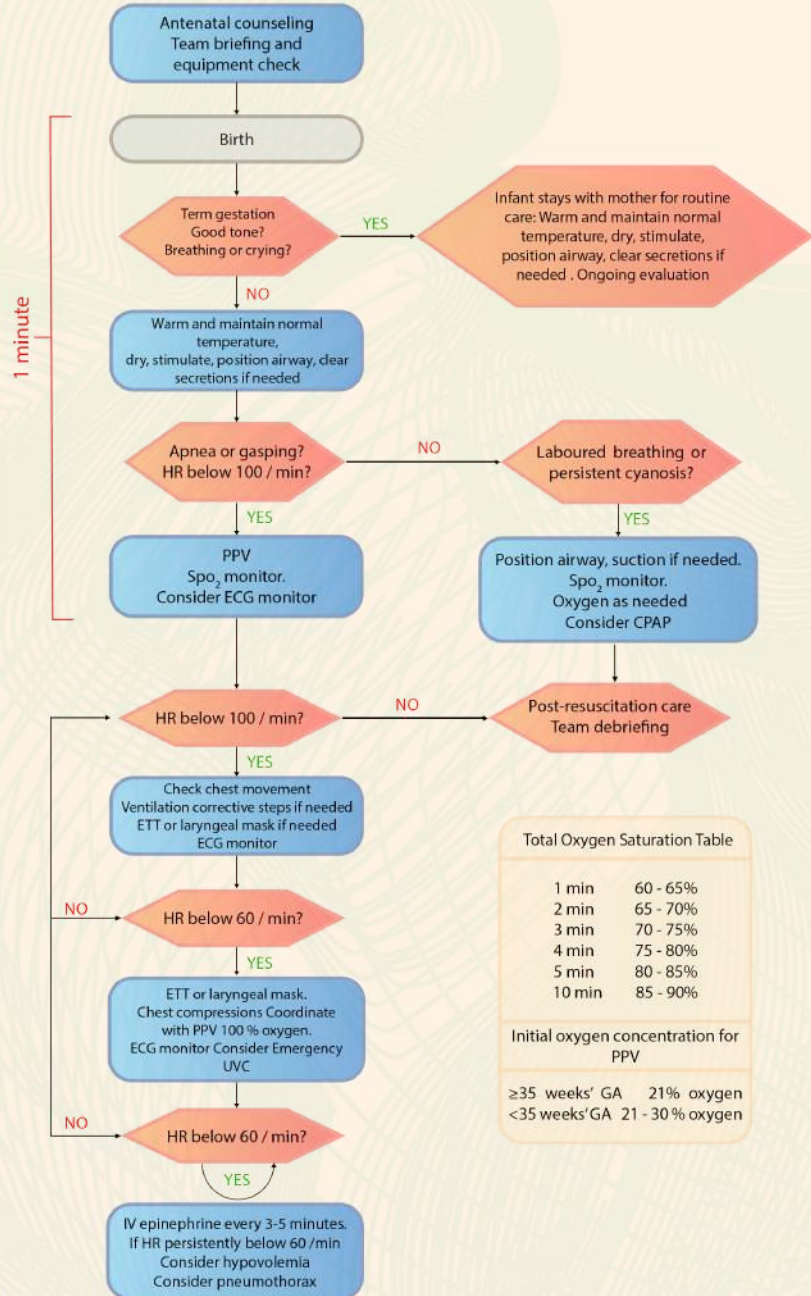 Antenatal counseling
Team briefing and
equipment check
Birth
1 minute
Term gestation
Good tone?
Breathing or crying?
YES
Infant stays with mother for routine
care: Warm and maintain normal
temperature, dry, stimulate,
position airway, clear secretions if
needed . Ongoing evaluation
NO
Warm and maintain normal
temperature,
dry, stimulate, position airway, clear
secretions if needed
Apnea or gasping?
HR below 100 / min?
NO
Laboured breathing or
persistent cyanosis?
YES
YES
PPV
Spo₂ monitor.
Consider ECG monitor
Position airway, suction if needed.
Spo₂ monitor.
Oxygen as needed
Consider CPAP
HR below 100 / min?
NO
Post-resuscitation care
Team debriefing
YES
Check chest movement
Ventilation corrective steps if needed
ETT or laryngeal mask if needed
ECG monitor
NO
HR below 60 / min?
YES
ETT or laryngeal mask.
Chest compressions Coordinate
with PPV 100 % oxygen.
ECG monitor Consider Emergency
UVC
NO
HR below 60 / min?
YES
IV epinephrine every 3-5 minutes.
If HR persistently below 60 /min
Consider hypovolemia
Consider pneumothorax
Total Oxygen Saturation Table
1 min 60 - 65%
2 min 65 - 70%
3 min 70 - 75%
4 min 75 - 80%
5 min 80 - 85%
10 min 85 - 90%
Initial oxygen concentration for
PPV
≥35 weeks' GA 21% oxygen
<35 weeks'GA 21 - 30 % oxygen